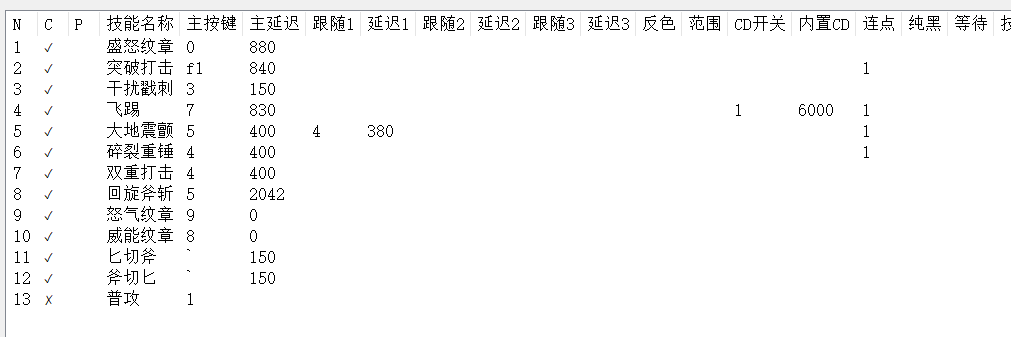 N C P 技能名称 主按键 主延迟 跟随1 延迟1 跟随2 延迟2 跟随3 延迟3 反色 范围 CD开关 内置CD 连点 纯黑 等待
1 ✓ 盛怒纹章 0 880
2 ✓ 突破打击 f1 840 1
3 ✓ 干扰戳刺 3 150
4 ✓ 飞踢 7 830 1 6000 1
5 ✓ 大地震颤 5 400 4 380 1
6 ✓ 碎裂重锤 4 400 1
7 ✓ 双重打击 4 400
8 ✓ 回旋斧斩 5 2042
9 ✓ 怒气纹章 9 0
10 ✓ 威能纹章 8 0
11 ✓ 匕切斧 ` 150
12 ✓ 斧切匕 ` 150
13 ✗ 普攻 1